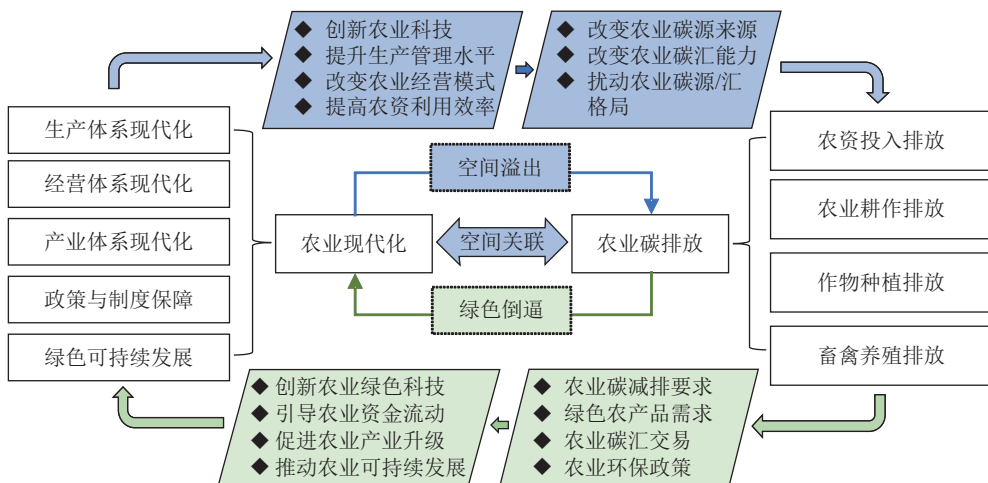 ◆ 创新农业科技
◆ 提升生产管理水平
◆ 改变农业经营模式
◆ 提高农资利用效率
◆ 改变农业碳源来源
◆ 改变农业碳汇能力
◆ 扰动农业碳源/汇
格局
生产体系现代化
经营体系现代化
产业体系现代化
政策与制度保障
绿色可持续发展
空间溢出
农业现代化
空间关联
农业碳排放
绿色倒逼
农资投入排放
农业耕作排放
作物种植排放
畜禽养殖排放
◆ 创新农业绿色科技
◆ 引导农业资金流动
◆ 促进农业产业升级
◆ 推动农业可持续发展
◆ 农业碳减排要求
◆ 绿色农产品需求
◆ 农业碳汇交易
◆ 农业环保政策